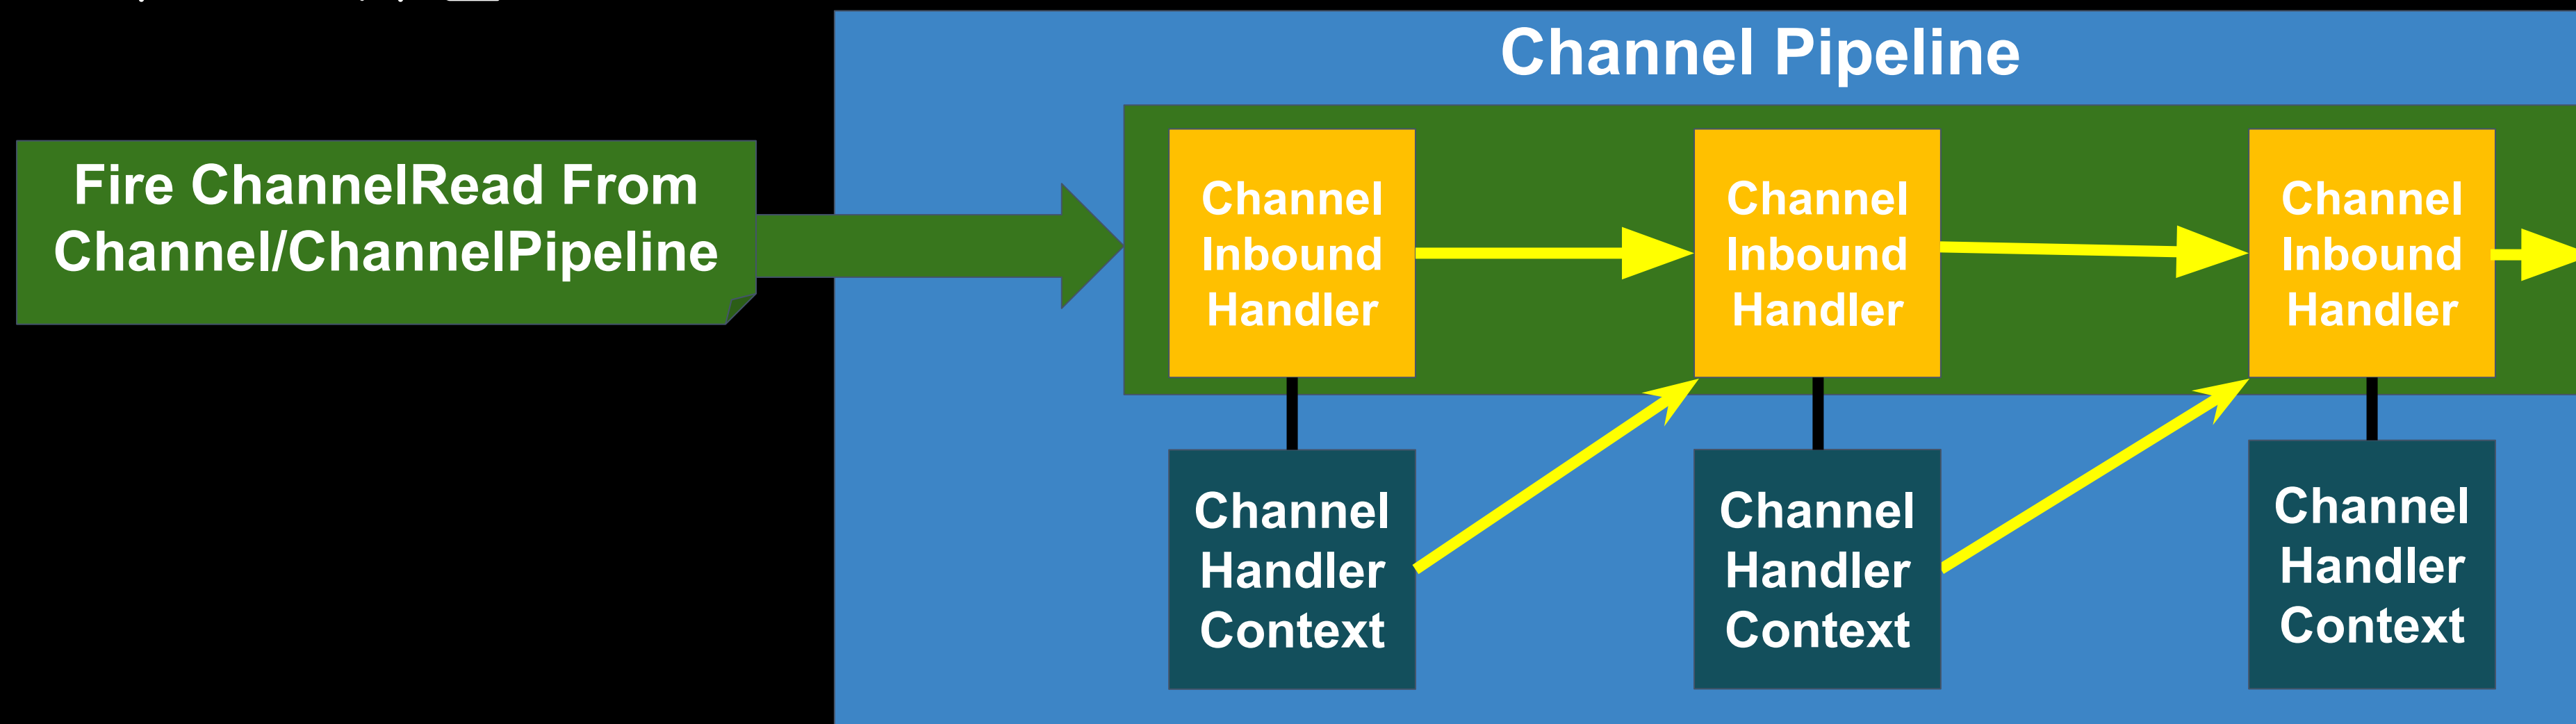 Channel Pipeline
Fire ChannelRead From
Channel/ChannelPipeline
Channel
Inbound
Handler
Channel
Inbound
Handler
Channel
Inbound
Handler
Channel
Handler
Context
Channel
Handler
Context
Channel
Handler
Context